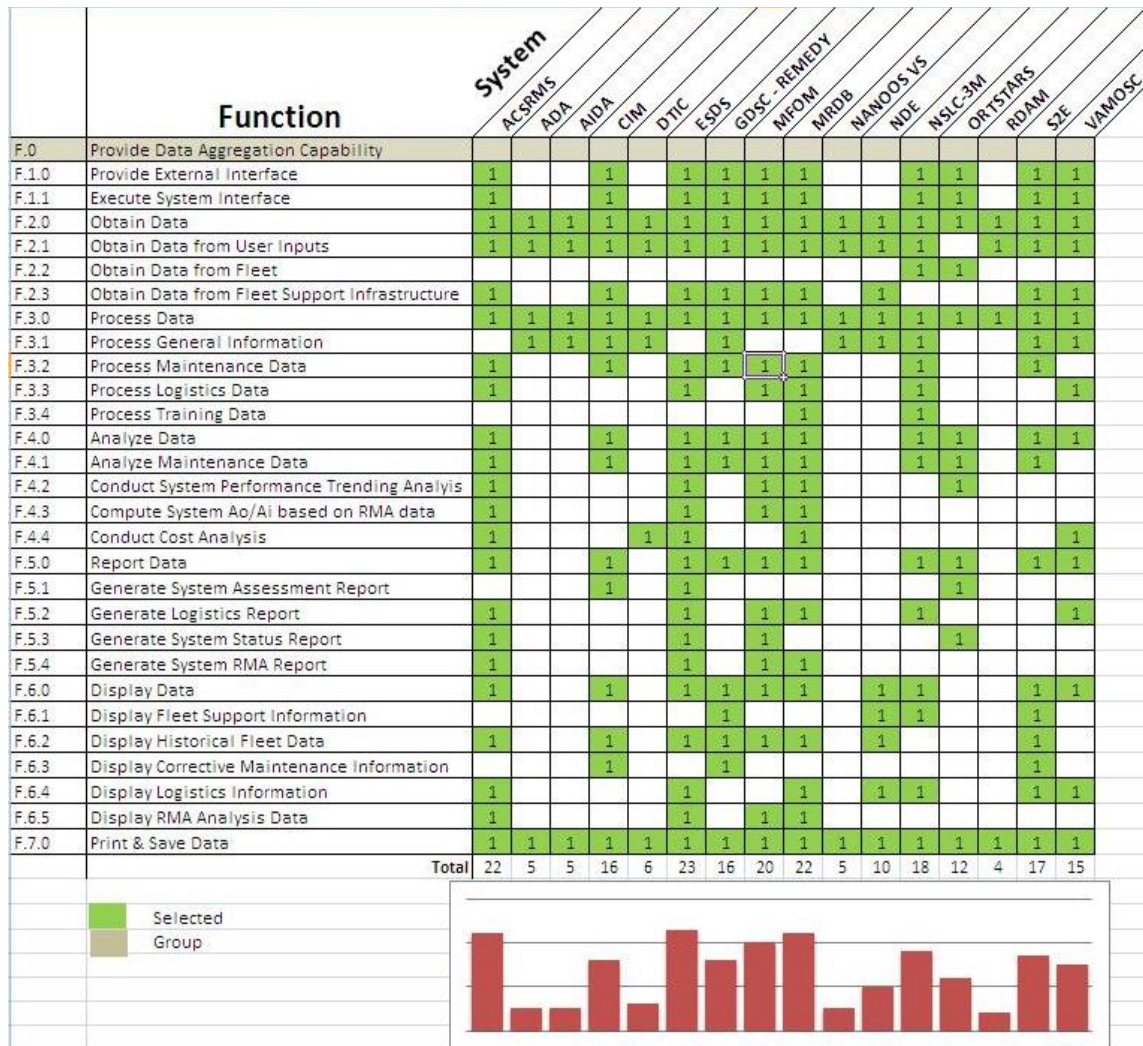 System
Function ACSRMS ADA AIDA CIM DTIC ESDS GDSC - REMEDY MFOM MRDB NANOOS VS NDE NSLC-3M ORTSTARS RDAM S2E VAMOSC
F.0 Provide Data Aggregation Capability
F.1.0 Provide External Interface 1 1 1 1 1 1 1 1 1 1
F.1.1 Execute System Interface 1 1 1 1 1 1 1 1 1 1
F.2.0 Obtain Data 1 1 1 1 1 1 1 1 1 1 1 1 1 1 1 1
F.2.1 Obtain Data from User Inputs 1 1 1 1 1 1 1 1 1 1 1 1 1 1 1
F.2.2 Obtain Data from Fleet 1 1
F.2.3 Obtain Data from Fleet Support Infrastructure 1 1 1 1 1 1 1 1 1
F.3.0 Process Data 1 1 1 1 1 1 1 1 1 1 1 1 1 1 1 1
F.3.1 Process General Information 1 1 1 1 1 1 1 1 1 1
F.3.2 Process Maintenance Data 1 1 1 1 1 1 1 1
F.3.3 Process Logistics Data 1 1 1 1 1 1
F.3.4 Process Training Data 1 1
F.4.0 Analyze Data 1 1 1 1 1 1 1 1 1 1
F.4.1 Analyze Maintenance Data 1 1 1 1 1 1 1 1 1
F.4.2 Conduct System Performance Trending Analyis 1 1 1 1 1
F.4.3 Compute System Ao/Ai based on RMA data 1 1 1 1
F.4.4 Conduct Cost Analysis 1 1 1 1 1
F.5.0 Report Data 1 1 1 1 1 1 1 1 1 1
F.5.1 Generate System Assessment Report 1 1 1
F.5.2 Generate Logistics Report 1 1 1 1 1 1
F.5.3 Generate System Status Report 1 1 1 1
F.5.4 Generate System RMA Report 1 1 1 1
F.6.0 Display Data 1 1 1 1 1 1 1 1 1 1
F.6.1 Display Fleet Support Information 1 1 1 1
F.6.2 Display Historical Fleet Data 1 1 1 1 1 1 1 1
F.6.3 Display Corrective Maintenance Information 1 1 1
F.6.4 Display Logistics Information 1 1 1 1 1 1 1
F.6.5 Display RMA Analysis Data 1 1 1 1
F.7.0 Print & Save Data 1 1 1 1 1 1 1 1 1 1 1 1 1 1 1 1
Total 22 5 5 16 6 23 16 20 22 5 10 18 12 4 17 15
Selected
Group